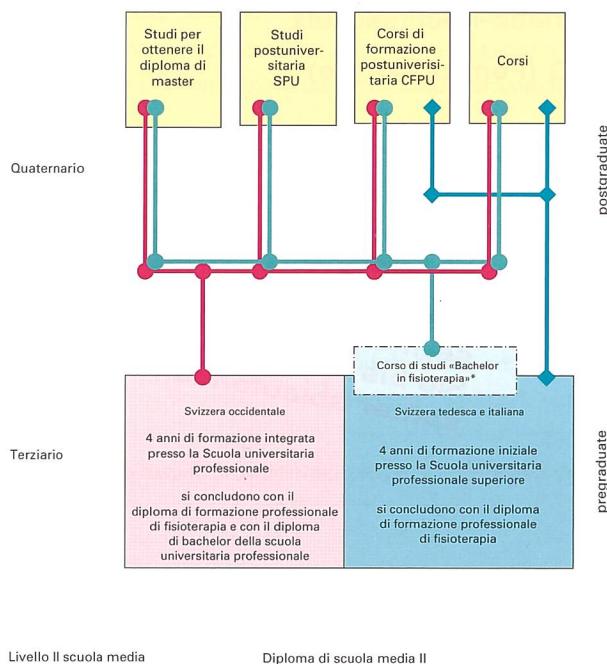 Studi per
ottenere il
diploma di
master
Studi
postuniver-
sitaria
SPU
Corsi di
formazione
postuniverisi-
taria CFPU
Corsi
Quaternario
postgraduate
Corso di studi «Bachelor
in fisioterapia»*
Terziario
Svizzera occidentale
4 anni di formazione integrata
presso la Scuola universitaria
professionale
si concludono con il
diploma di formazione professionale
di fisioterapia e con il diploma
di bachelor della scuola
universitaria professionale
Svizzera tedesca e italiana
4 anni di formazione iniziale
presso la Scuola universitaria
professionale superiore
si concludono con il diploma
di formazione professionale
di fisioterapia
pregraduate
Livello II scuola media
Diploma di scuola media II